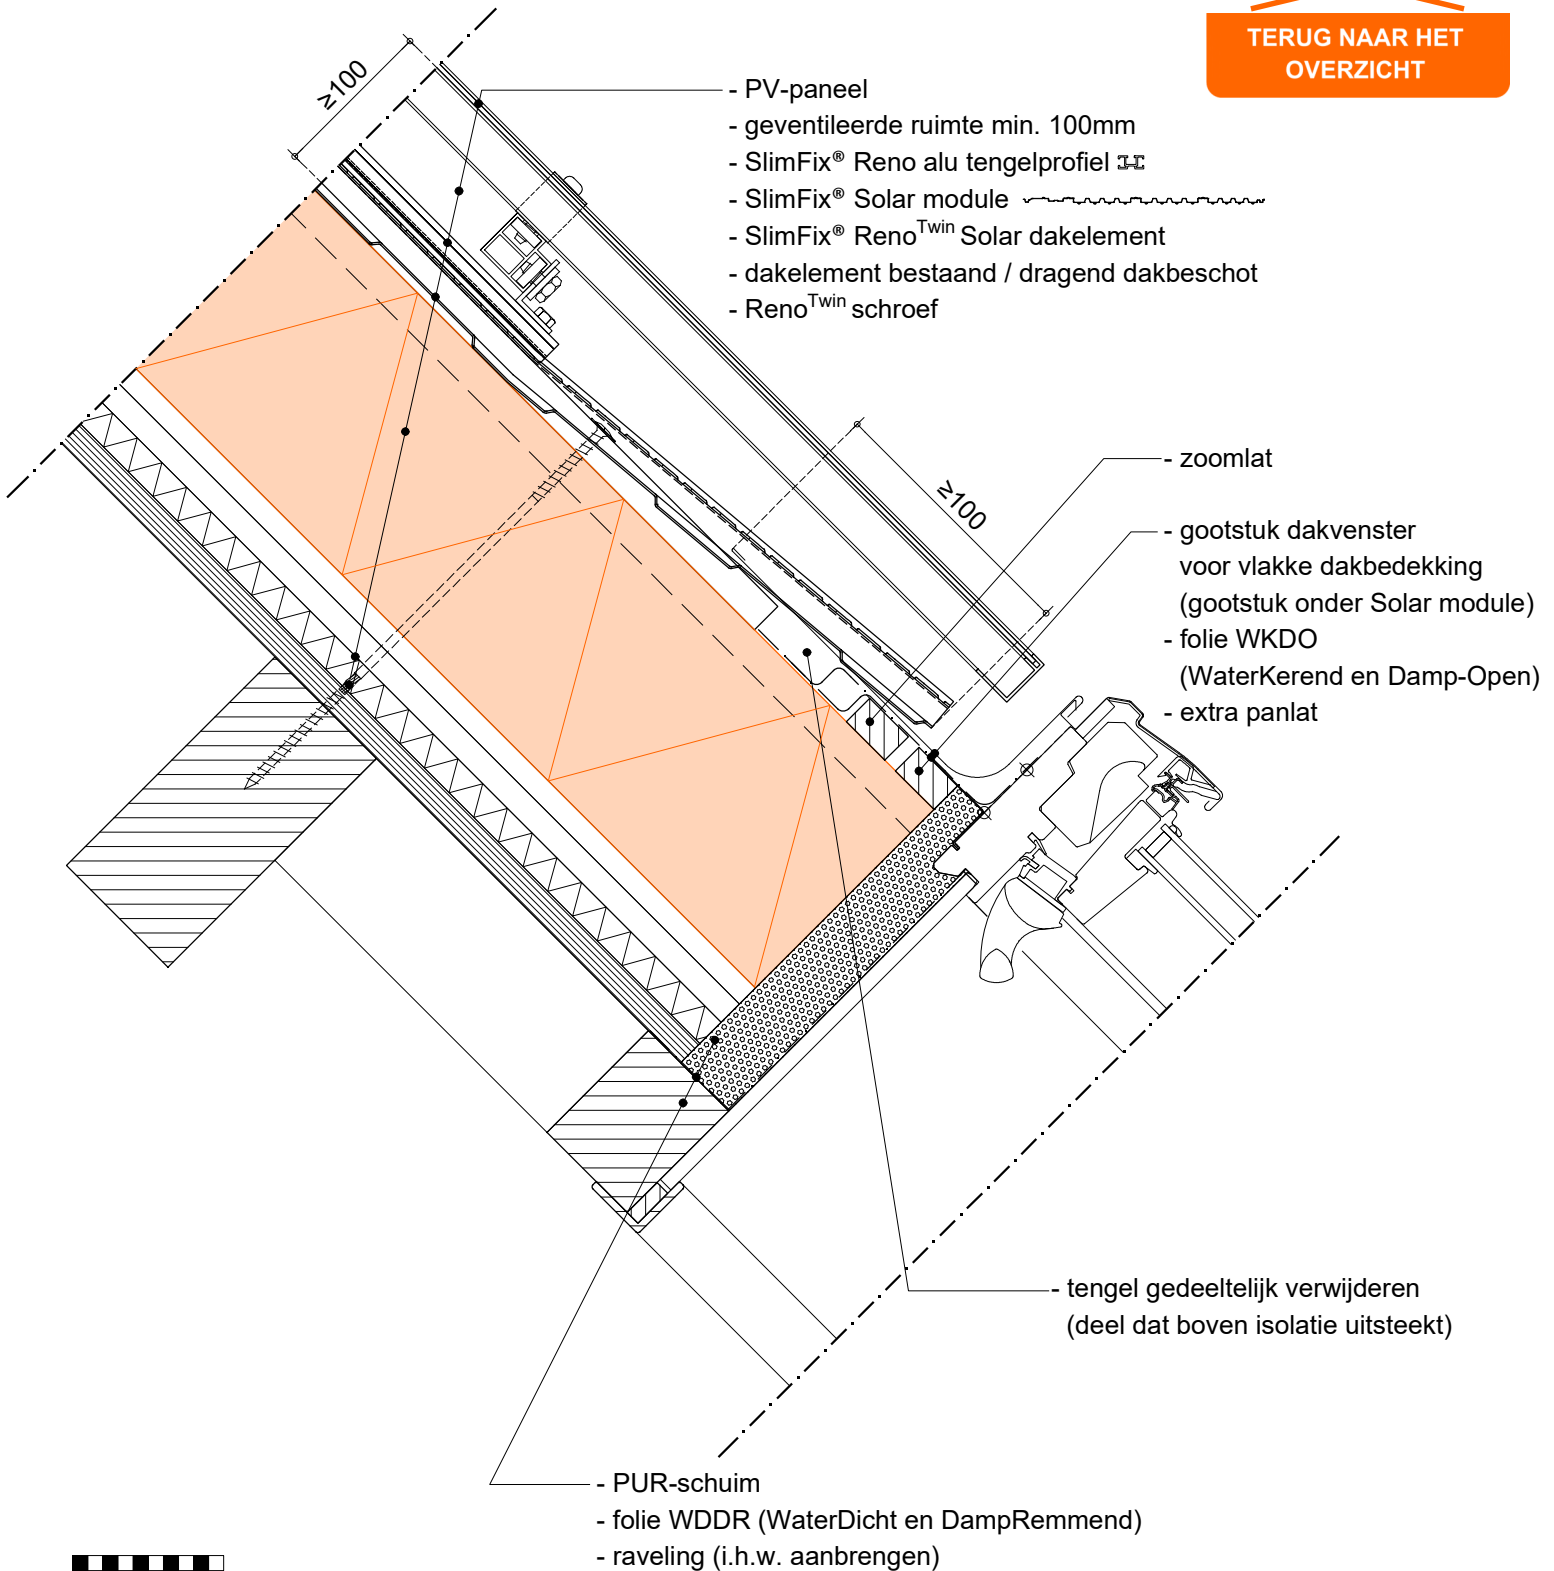 TERUG NAAR HET
OVERZICHT
≥100
- PV-paneel
- geventileerde ruimte min. 100mm
- SlimFix® Reno alu tengelprofiel
- SlimFix® Solar module
- SlimFix® RenoTwin Solar dakelement
- dakelement bestaand / dragend dakbeschot
- RenoTwin schroef
≥100
- zoomlat
- gootstuk dakvenster
voor vlakke dakbedekking
(gootstuk onder Solar module)
- folie WKDO
(WaterKerend en Damp-Open)
- extra panlat
- tengel gedeeltelijk verwijderen
(deel dat boven isolatie uitsteekt)
- PUR-schuim
- folie WDDR (WaterDicht en DampRemmend)
- raveling (i.h.w. aanbrengen)